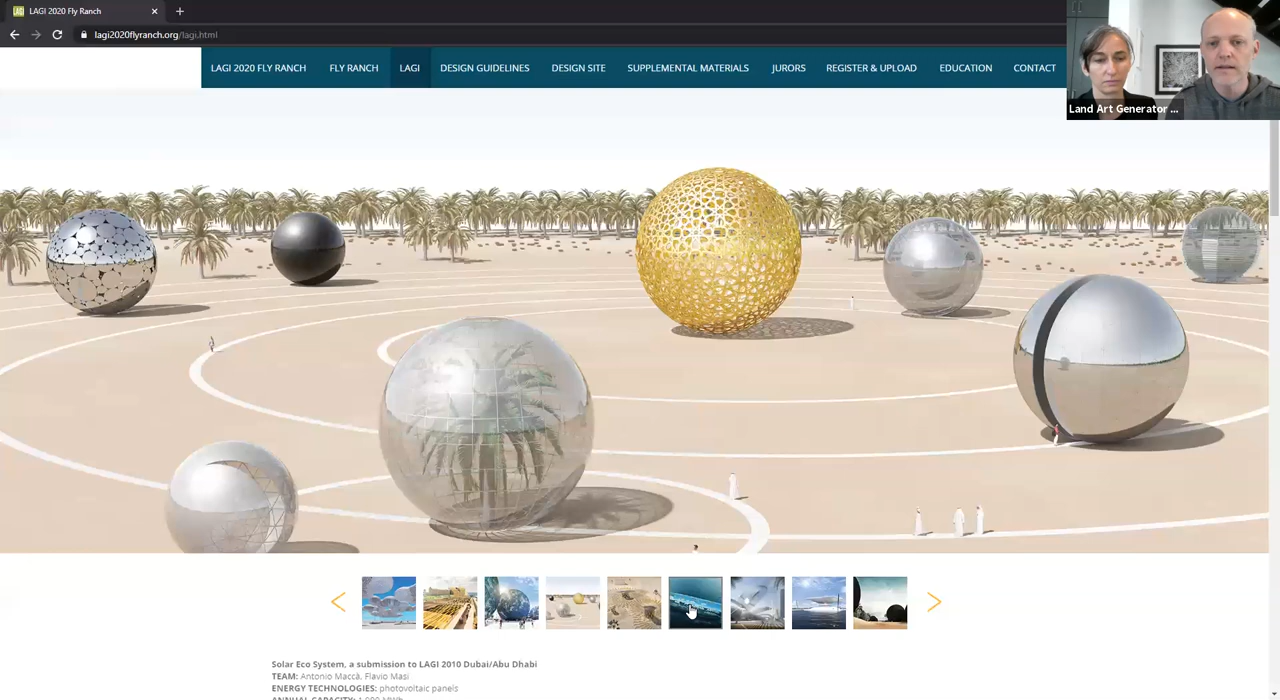 LAGI 2020 Fly Ranch
lagi2020flyranch.org/lagi.html
LAGI 2020 FLY RANCH FLY RANCH LAGI DESIGN GUIDELINES DESIGN SITE SUPPLEMENTAL MATERIALS JURORS REGISTER & UPLOAD EDUCATION CONTACT
Land Art Generator ...
Solar Eco System, a submission to LAGI 2010 Dubai/Abu Dhabi
TEAM: Antonio Maccà, Flavio Masi
ENERGY TECHNOLOGIES: photovoltaic panels